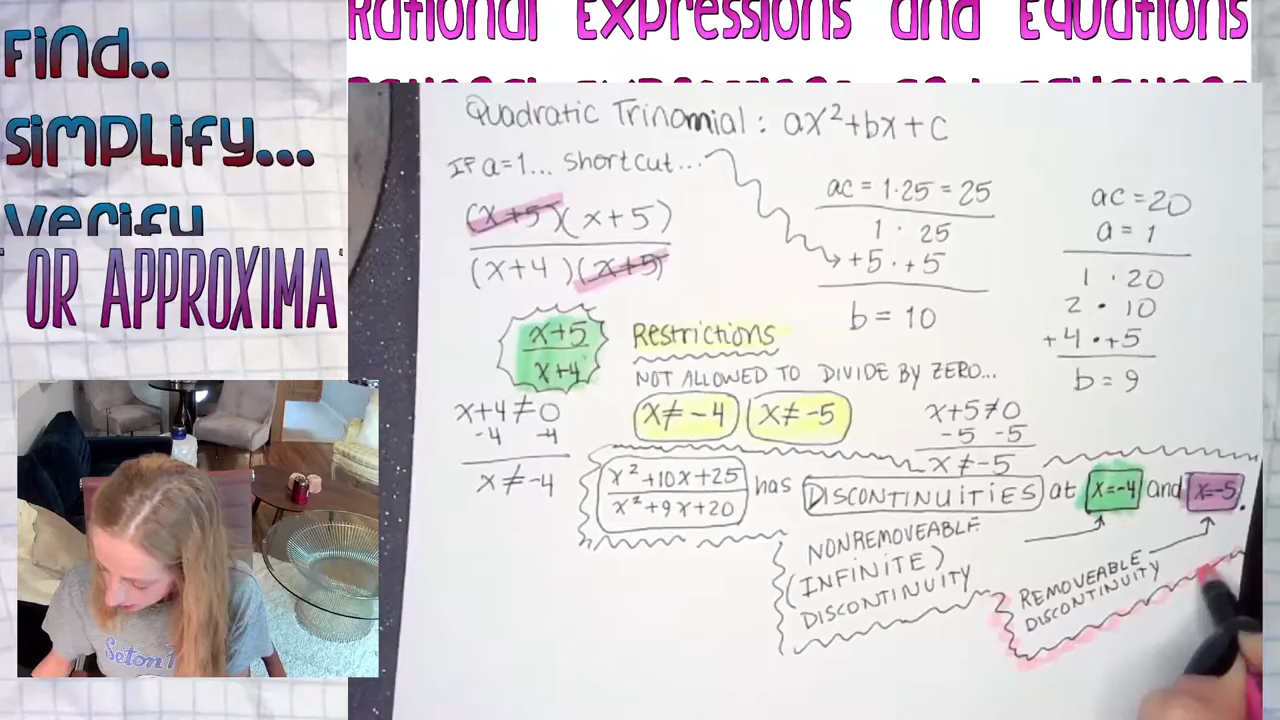 Rational Expressions and Equations
Find..
Simplify...
Verify
OR APPROXIMA
Quadratic Trinomial: ax²+bx+c
IF a=1... shortcut...
(x+5)(x+5)
(x+4)(x+5)
ac = 1·25 = 25
1 · 25
+5 · +5
b = 10
ac = 20
a = 1
1 · 20
2 · 10
+4 · +5
b = 9
x+5
x+4
Restrictions
NOT ALLOWED TO DIVIDE BY ZERO...
x ≠ -4 x ≠ -5
x+4≠0
-4 -4
x ≠ -4
x+5≠0
-5 -5
x ≠ -5
x²+10x+25
x²+9x+20
has DISCONTINUITIES at x=-4 and x=-5.
NONREMOVEABLE
(INFINITE)
DISCONTINUITY
REMOVEABLE
DISCONTINUITY
Seton